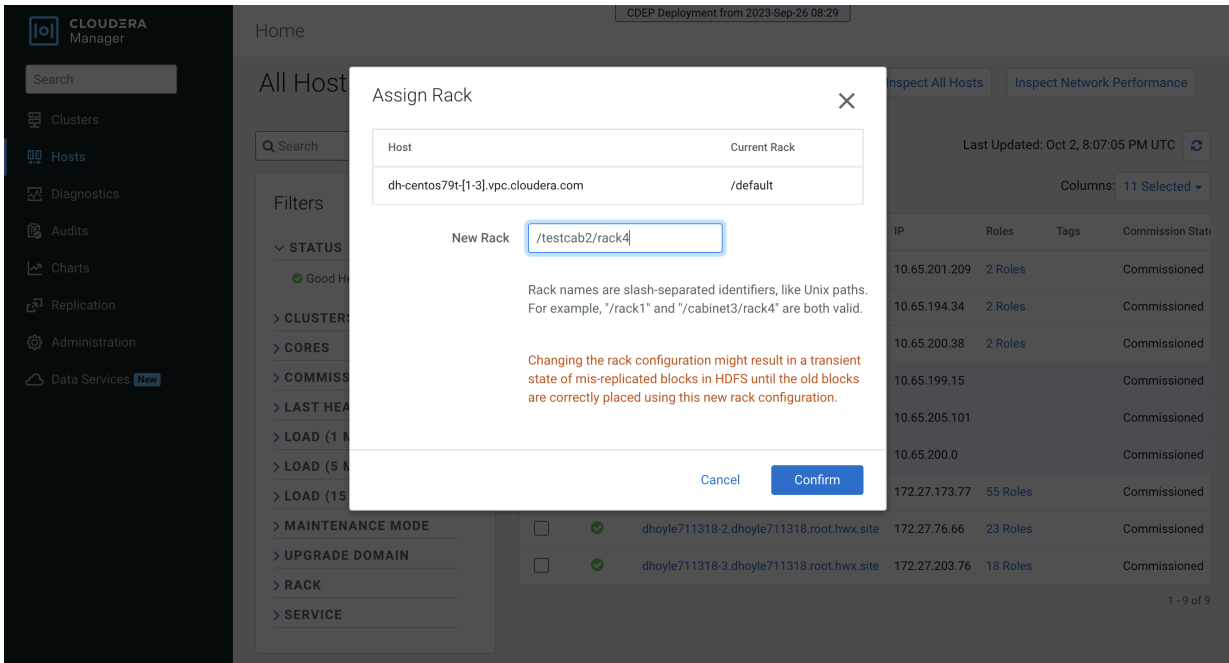 CLOUDERA
Manager
CDEP Deployment from 2023-Sep-26 08:29
Home
Search
Clusters
Hosts
Diagnostics
Audits
Charts
Replication
Administration
Data Services New
All Host
Inspect All Hosts
Inspect Network Performance
Search
Last Updated: Oct 2, 8:07:05 PM UTC
Columns: 11 Selected
Filters
STATUS
Good He
CLUSTERS
CORES
COMMISS
LAST HEA
LOAD (1 M
LOAD (5 M
LOAD (15
MAINTENANCE MODE
UPGRADE DOMAIN
RACK
SERVICE
Assign Rack
Host Current Rack
dh-centos79t-[1-3].vpc.cloudera.com /default
New Rack /testcab2/rack4
Rack names are slash-separated identifiers, like Unix paths.
For example, "/rack1" and "/cabinet3/rack4" are both valid.
Changing the rack configuration might result in a transient
state of mis-replicated blocks in HDFS until the old blocks
are correctly placed using this new rack configuration.
Cancel Confirm
IP Roles Tags Commission State
10.65.201.209 2 Roles Commissioned
10.65.194.34 2 Roles Commissioned
10.65.200.38 2 Roles Commissioned
10.65.199.15 Commissioned
10.65.205.101 Commissioned
10.65.200.0 Commissioned
172.27.173.77 55 Roles Commissioned
dhoyle711318-2.dhoyle711318.root.hwx.site 172.27.76.66 23 Roles Commissioned
dhoyle711318-3.dhoyle711318.root.hwx.site 172.27.203.76 18 Roles Commissioned
1 - 9 of 9